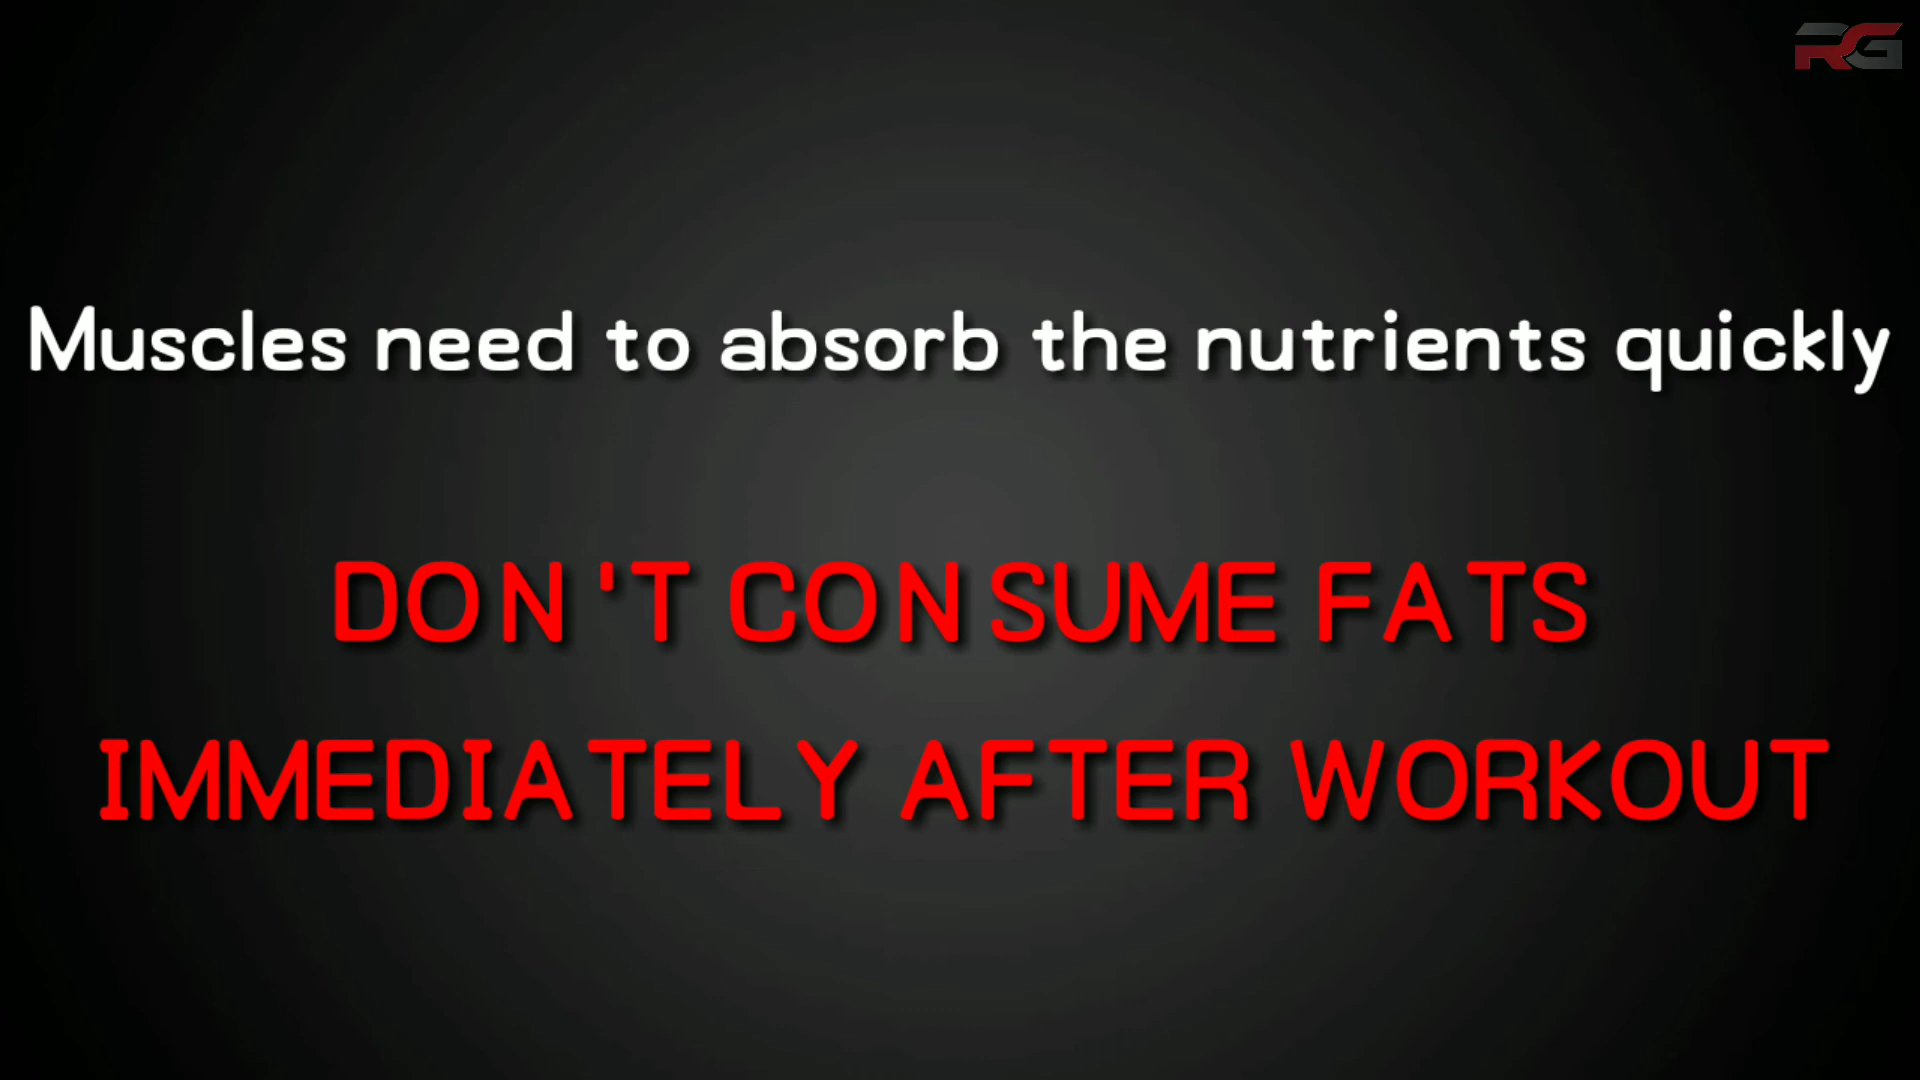 RG
Muscles need to absorb the nutrients quickly
DON'T CONSUME FATS
IMMEDIATELY AFTER WORKOUT